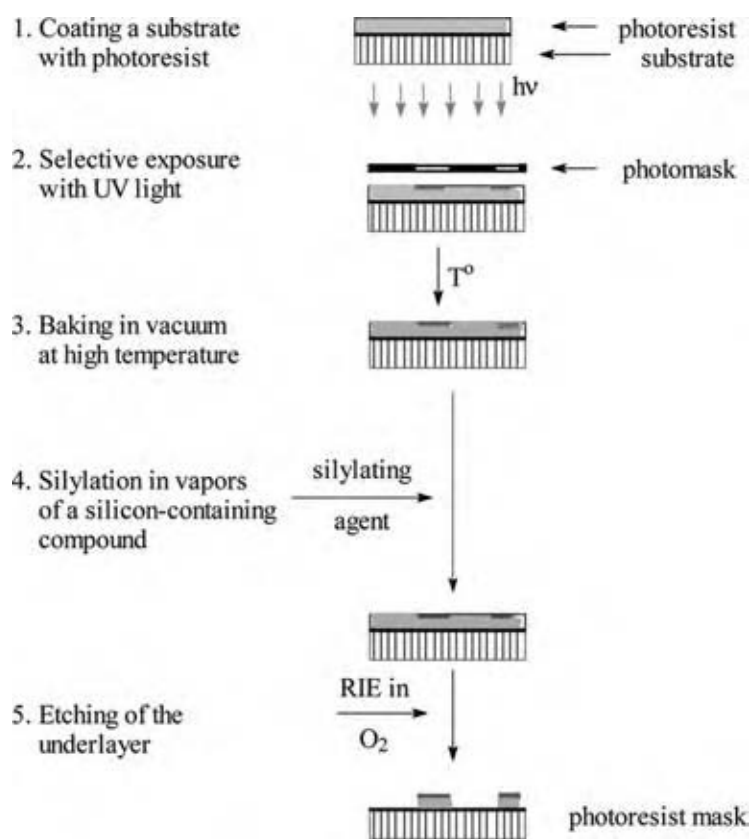 1. Coating a substrate
with photoresist
photoresist
substrate
hν
2. Selective exposure
with UV light
photomask
T°
3. Baking in vacuum
at high temperature
4. Silylation in vapors
of a silicon-containing
compound
silylating
agent
5. Etching of the
underlayer
RIE in
O₂
photoresist mask